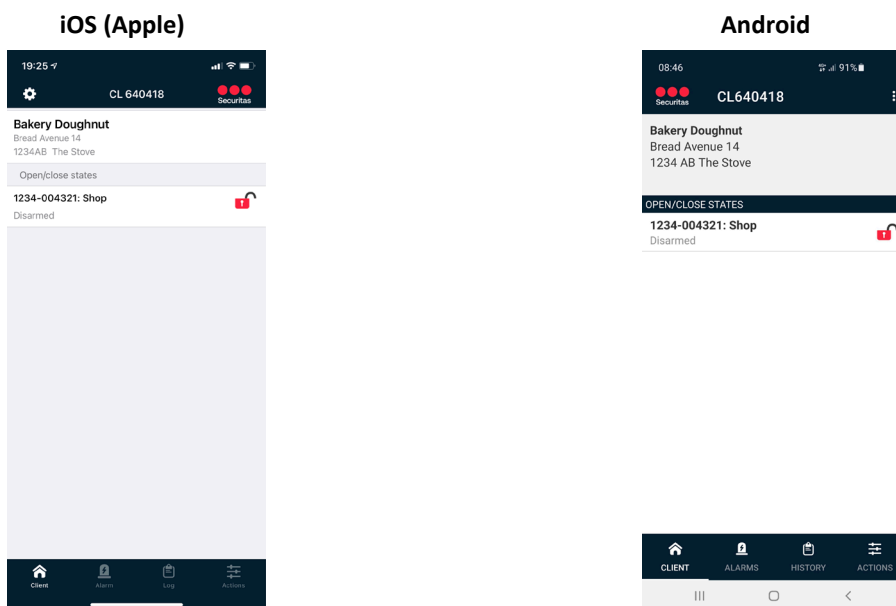 iOS (Apple)
19:25
CL 640418
Securitas
Bakery Doughnut
Bread Avenue 14
1234AB  The Stove
Open/close states
1234-004321: Shop
Disarmed
Client Alarm Log Actions
Android
08:46 4G+ 91%
Securitas
CL640418
Bakery Doughnut
Bread Avenue 14
1234 AB The Stove
OPEN/CLOSE STATES
1234-004321: Shop
Disarmed
CLIENT ALARMS HISTORY ACTIONS